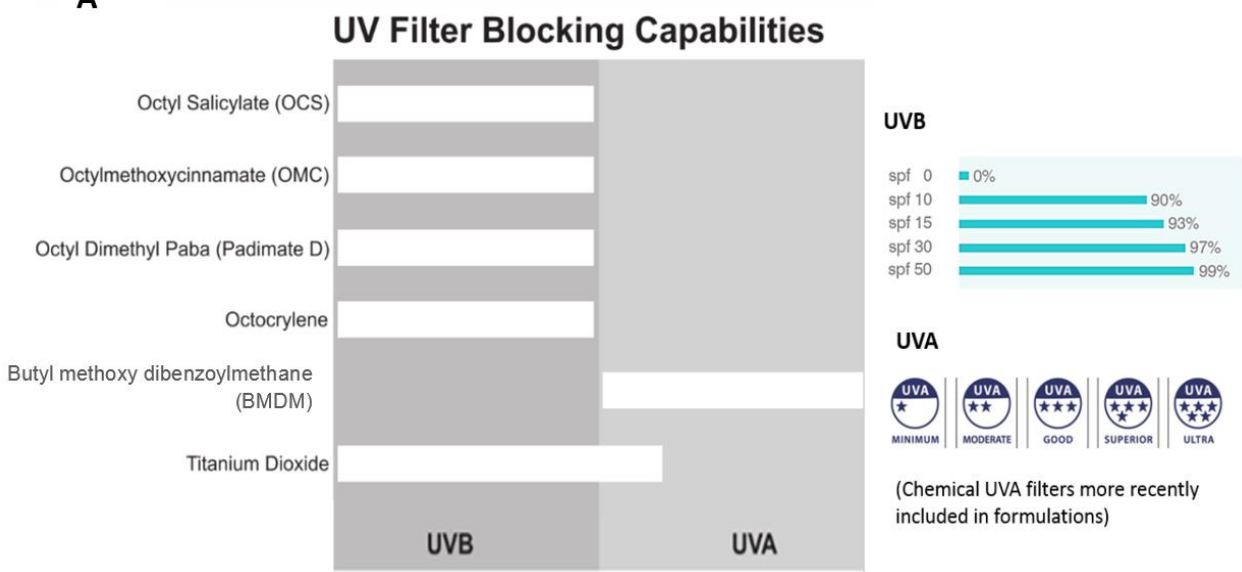 A
UV Filter Blocking Capabilities
Octyl Salicylate (OCS)
Octylmethoxycinnamate (OMC)
Octyl Dimethyl Paba (Padimate D)
Octocrylene
Butyl methoxy dibenzoylmethane
(BMDM)
Titanium Dioxide
UVB
UVA
UVB
spf 0 0%
spf 10 90%
spf 15 93%
spf 30 97%
spf 50 99%
UVA
UVA UVA UVA UVA UVA
MINIMUM MODERATE GOOD SUPERIOR ULTRA
(Chemical UVA filters more recently
included in formulations)